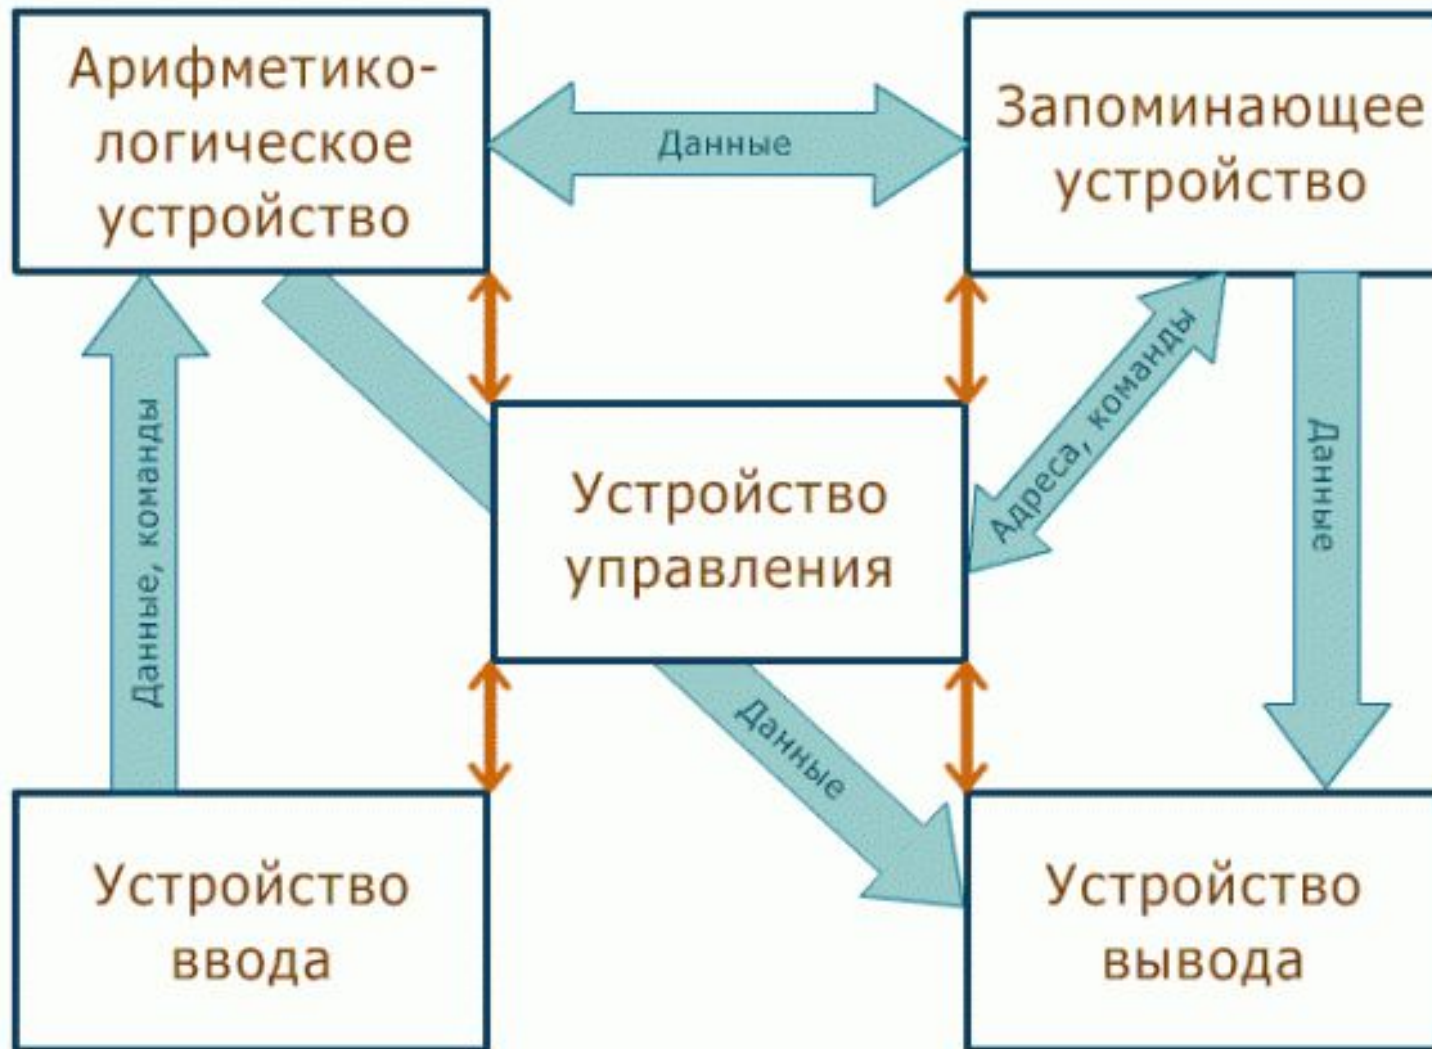 Арифметико-
логическое
устройство
Данные
Запоминающее
устройство
Данные, команды
Устройство
управления
Адреса, команды
Данные
Данные
Устройство
ввода
Устройство
вывода